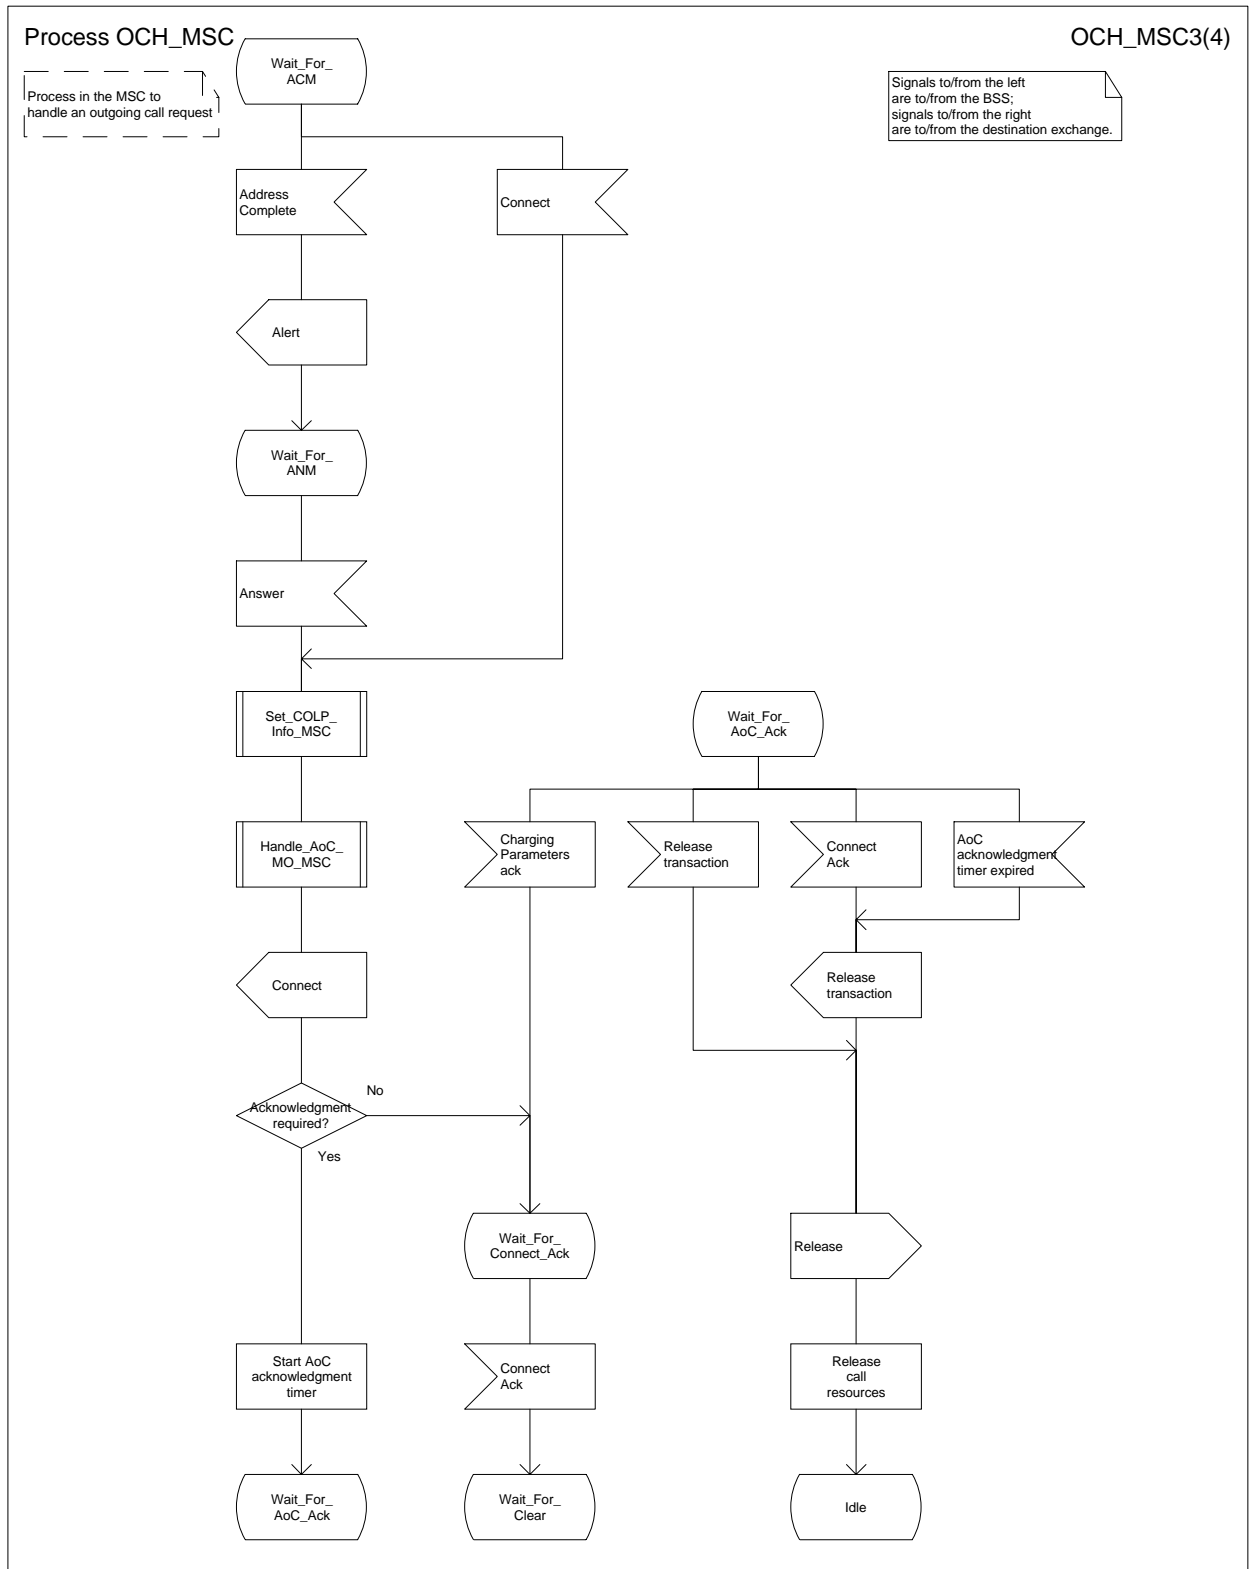 Process OCH_MSC
OCH_MSC3(4)
Process in the MSC to
handle an outgoing call request
Signals to/from the left
are to/from the BSS;
signals to/from the right
are to/from the destination exchange.
Wait_For_
ACM
Address
Complete
Connect
Alert
Wait_For_
ANM
Answer
Set_COLP_
Info_MSC
Wait_For_
AoC_Ack
Handle_AoC_
MO_MSC
Charging
Parameters
ack
Release
transaction
Connect
Ack
AoC
acknowledgment
timer expired
Connect
Release
transaction
Acknowledgment
required?
No
Yes
Wait_For_
Connect_Ack
Release
Start AoC
acknowledgment
timer
Connect
Ack
Release
call
resources
Wait_For_
AoC_Ack
Wait_For_
Clear
Idle